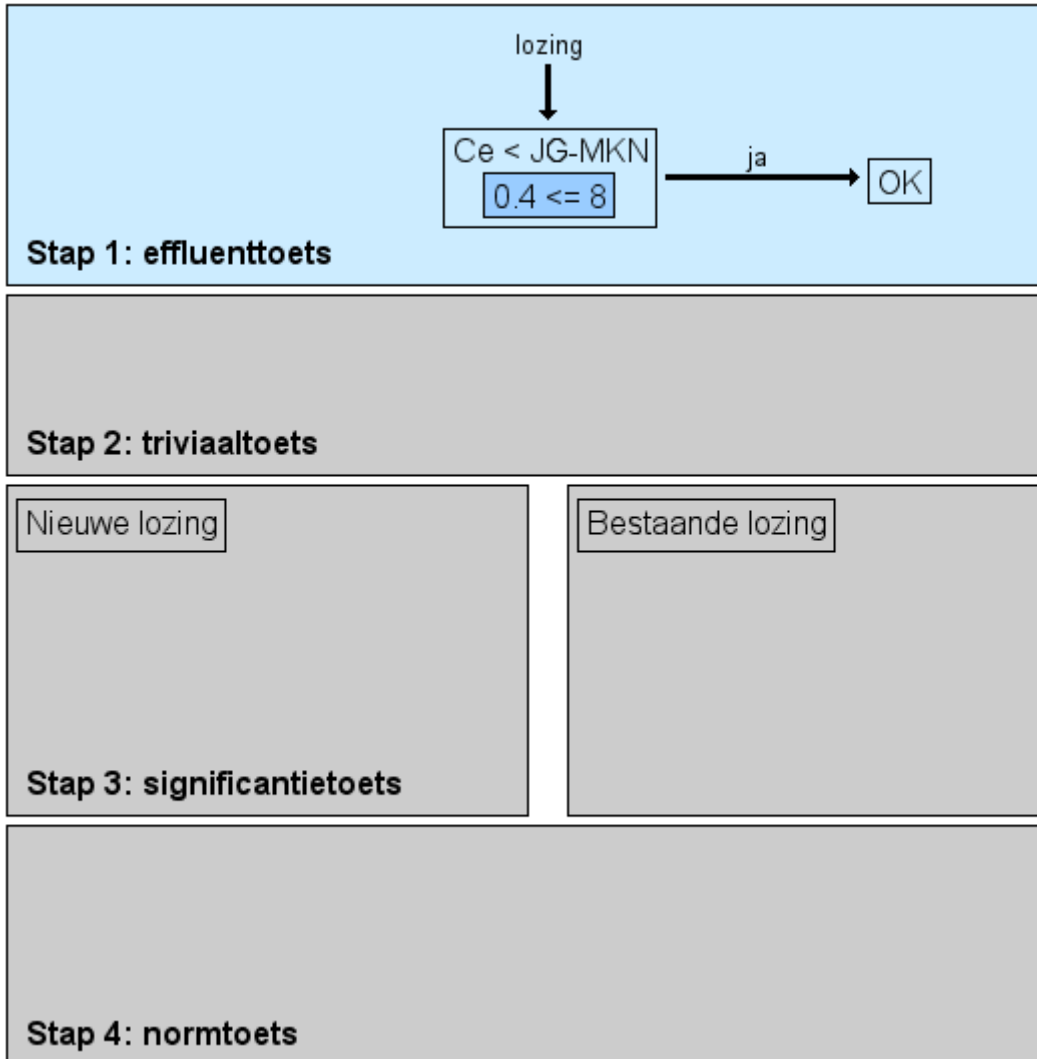 lozing
Ce < JG-MKN
0.4 <= 8
ja
OK
Stap 1: effluenttoets
Stap 2: triviaaltoets
Nieuwe lozing
Bestaande lozing
Stap 3: significantietoets
Stap 4: normtoets